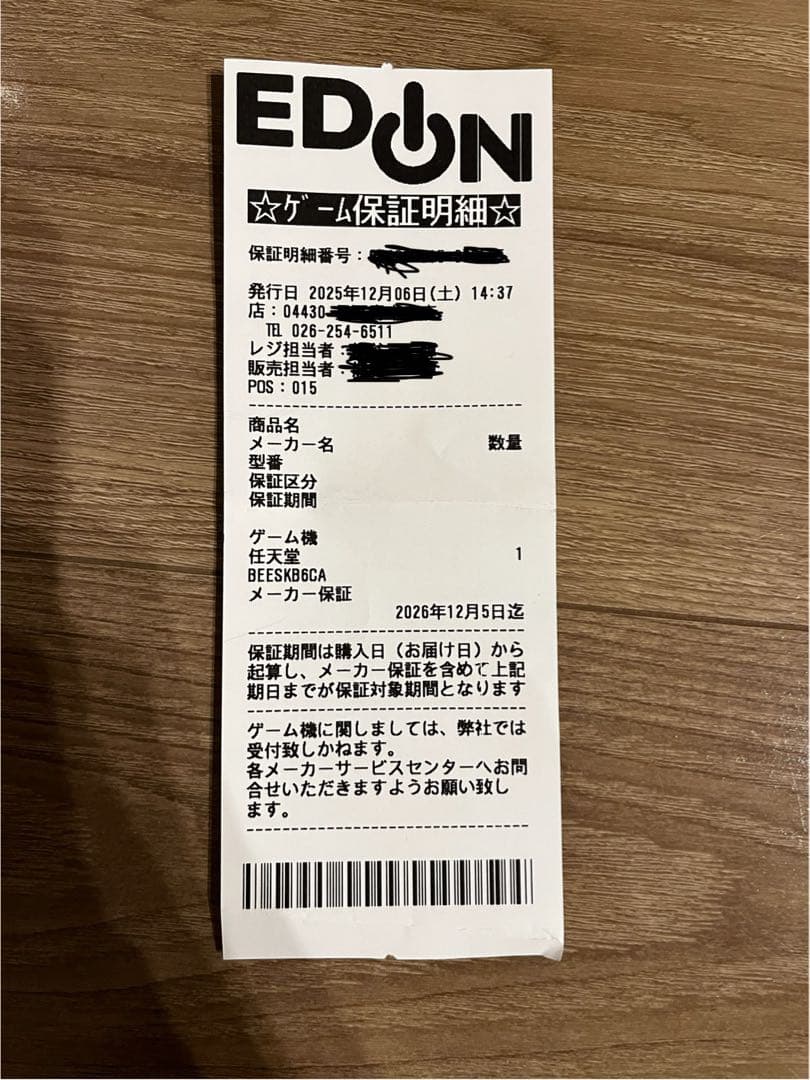 EDION
☆ｹﾞｰﾑ保証明細☆
保証明細番号：
発行日 2025年12月06日(土) 14:37
店：04430
TEL 026-254-6511
レジ担当者：
販売担当者：
POS：015
商品名
メーカー名 数量
型番
保証区分
保証期間
ゲーム機
任天堂 1
BEESKB6CA
メーカー保証
2026年12月5日迄
保証期間は購入日（お届け日）から
起算し、メーカー保証を含めて上記
期日までが保証対象期間となります
ゲーム機に関しましては、弊社では
受付致しかねます。
各メーカーサービスセンターへお問
合せいただきますようお願い致し
ます。